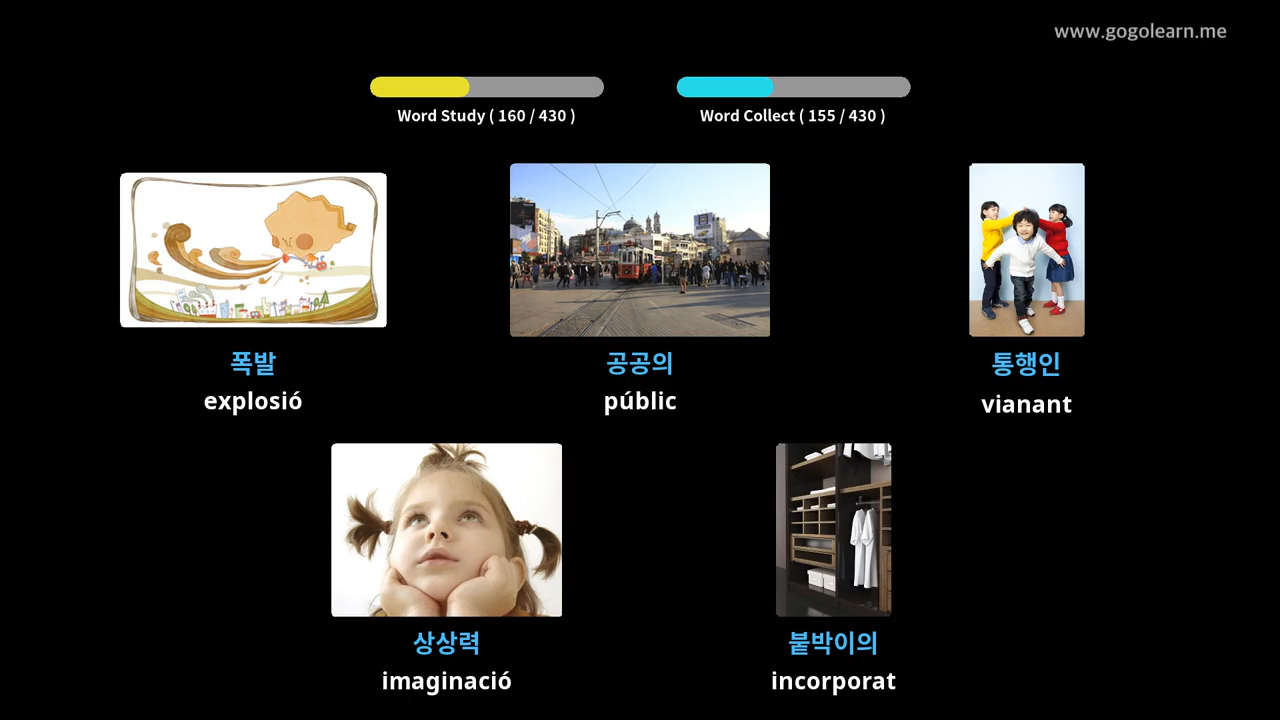 www.gogolearn.me
Word Study ( 160 / 430 )
Word Collect ( 155 / 430 )
폭발
explosió
공공의
públic
통행인
vianant
상상력
imaginació
붙박이의
incorporat